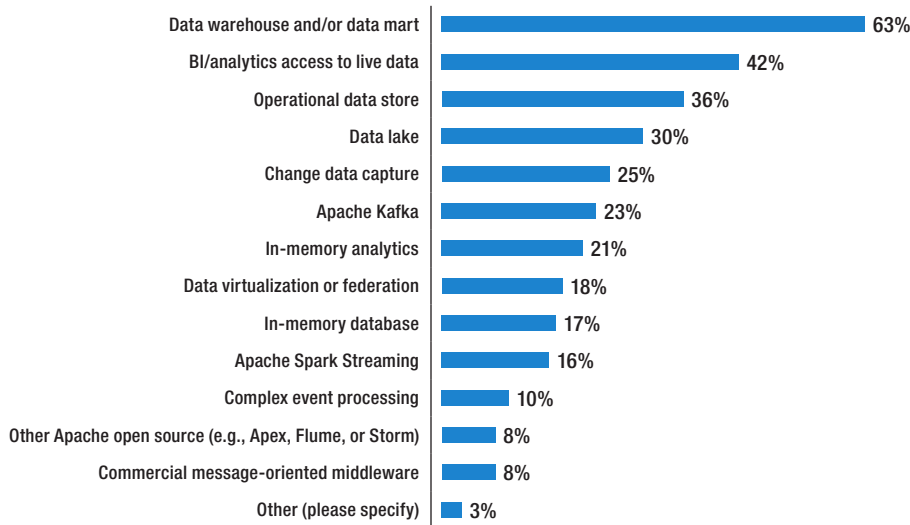 Data warehouse and/or data mart 63%
BI/analytics access to live data 42%
Operational data store 36%
Data lake 30%
Change data capture 25%
Apache Kafka 23%
In-memory analytics 21%
Data virtualization or federation 18%
In-memory database 17%
Apache Spark Streaming 16%
Complex event processing 10%
Other Apache open source (e.g., Apex, Flume, or Storm) 8%
Commercial message-oriented middleware 8%
Other (please specify) 3%